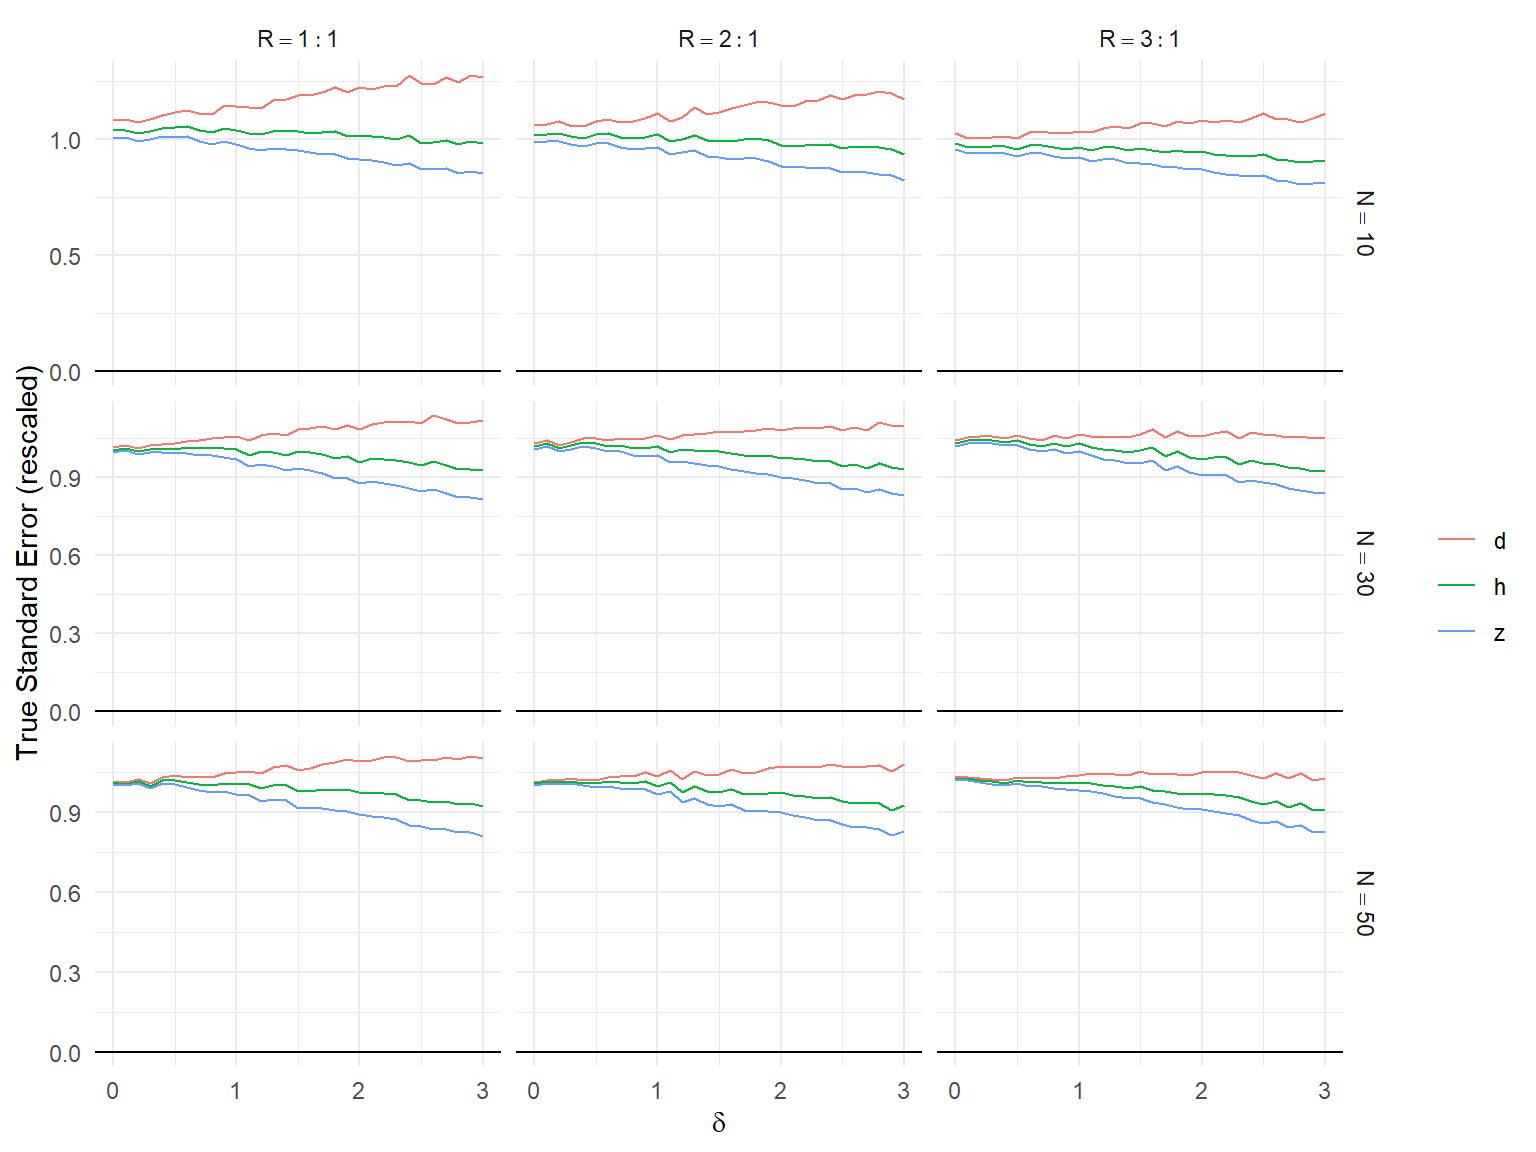 R = 1 : 1
R = 2 : 1
R = 3 : 1
1.0
0.5
0.0
N = 10
True Standard Error (rescaled)
0.9
0.6
0.3
0.0
N = 30
d
h
z
0.9
0.6
0.3
0.0
N = 50
0 1 2 3
0 1 2 3
0 1 2 3
δ